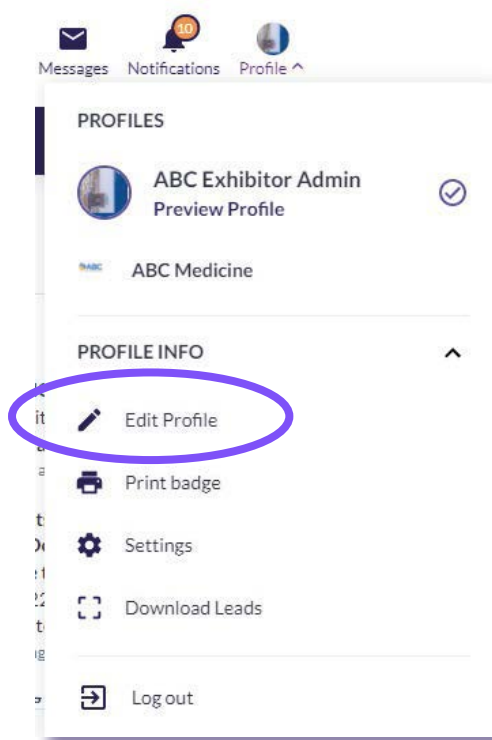 10
Messages Notifications Profile
PROFILES
ABC Exhibitor Admin
Preview Profile
ABC
ABC Medicine
PROFILE INFO
Edit Profile
Print badge
Settings
Download Leads
Log out